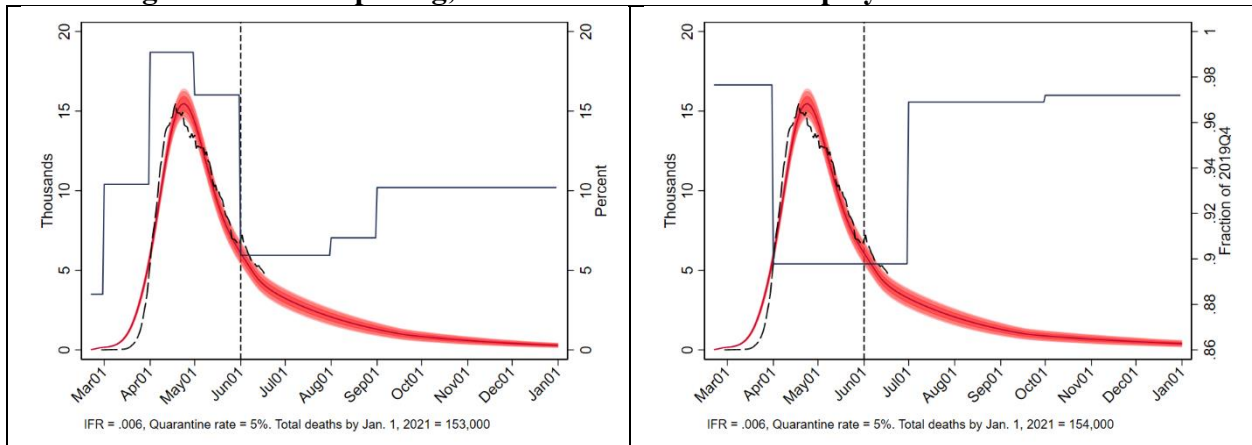 20
15
10
5
0
Thousands
20
15
10
5
0
Percent
Mar01
Apr01
May01
Jun01
Jul01
Aug01
Sep01
Oct01
Nov01
Dec01
Jan01
IFR = .006, Quarantine rate = 5%. Total deaths by Jan. 1, 2021 = 153,000
20
15
10
5
0
Thousands
1
.98
.96
.94
.92
.9
.88
.86
Fraction of 2019Q4
Mar01
Apr01
May01
Jun01
Jul01
Aug01
Sep01
Oct01
Nov01
Dec01
Jan01
IFR = .006, Quarantine rate = 5%. Total deaths by Jan. 1, 2021 = 154,000